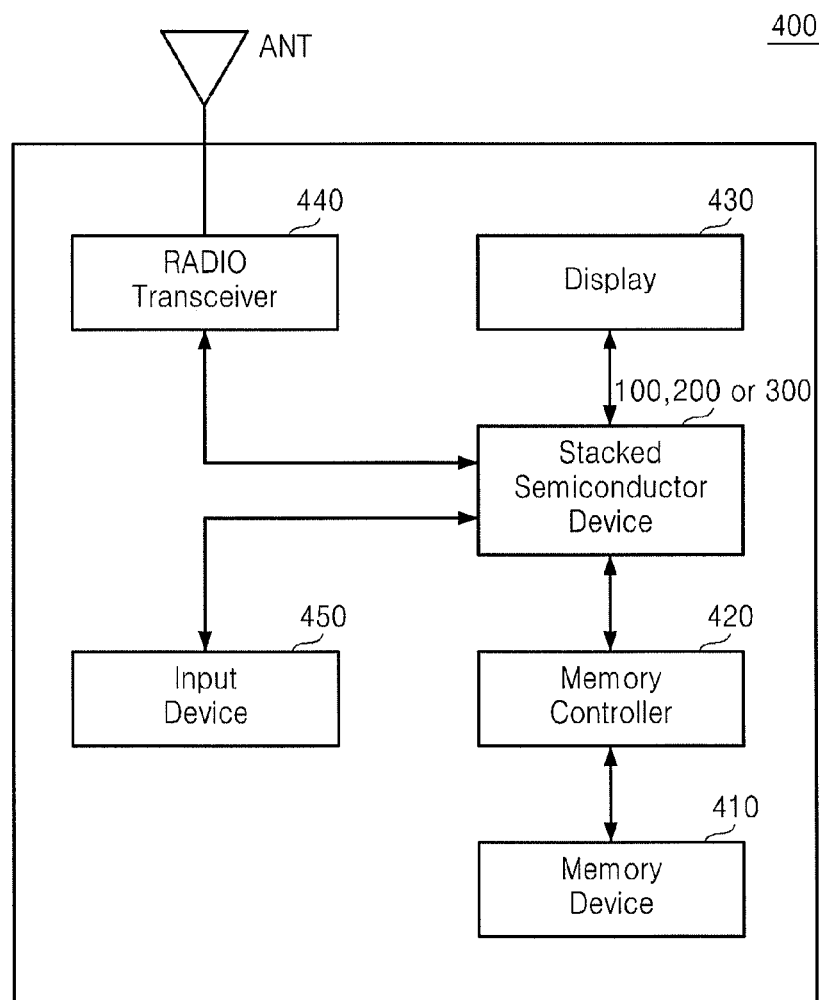 400
ANT
440
RADIO
Transceiver
430
Display
100,200 or 300
Stacked
Semiconductor
Device
450
Input
Device
420
Memory
Controller
410
Memory
Device